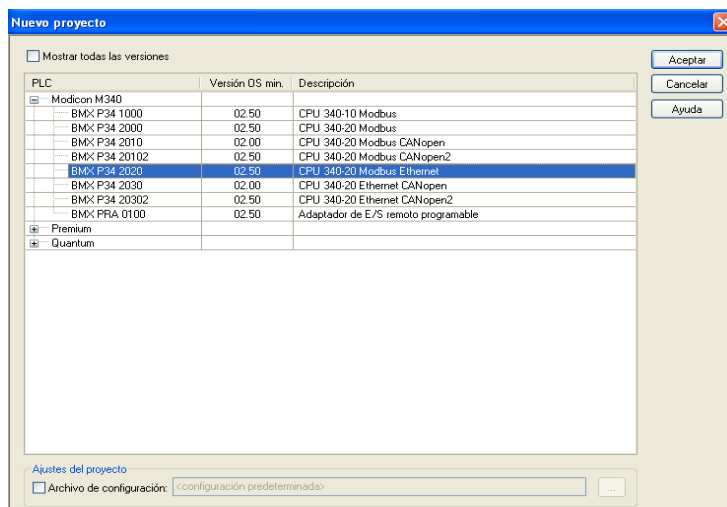 Nuevo proyecto
Mostrar todas las versiones
Aceptar
PLC Versión OS min. Descripción
Cancelar
Modicon M340
BMX P34 1000 02.50 CPU 340-10 Modbus
Ayuda
BMX P34 2000 02.50 CPU 340-20 Modbus
BMX P34 2010 02.00 CPU 340-20 Modbus CANopen
BMX P34 20102 02.50 CPU 340-20 Modbus CANopen2
BMX P34 2020 02.50 CPU 340-20 Modbus Ethernet
BMX P34 2030 02.00 CPU 340-20 Ethernet CANopen
BMX P34 20302 02.50 CPU 340-20 Ethernet CANopen2
BMX PRA 0100 02.50 Adaptador de E/S remoto programable
Premium
Quantum
Ajustes del proyecto
Archivo de configuración: <configuración predeterminada> ...